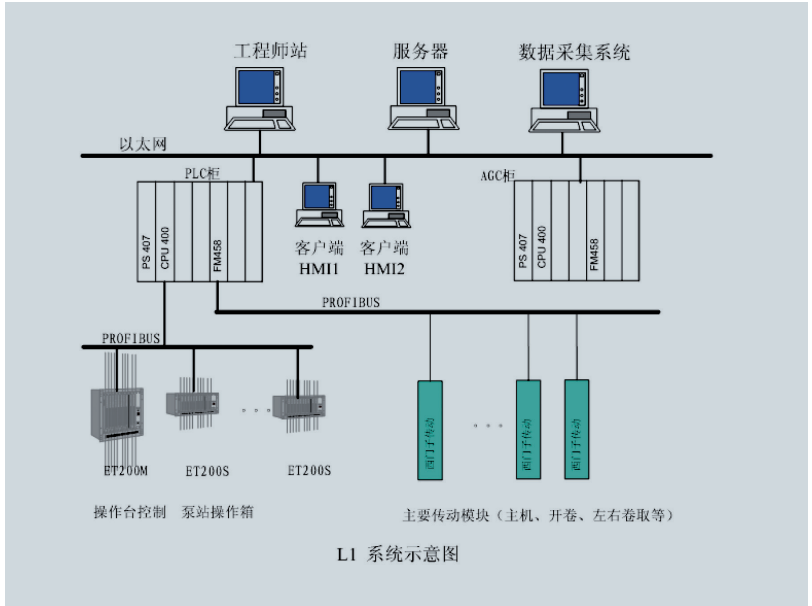 工程师站
服务器
数据采集系统
以太网
PLC柜
AGC柜
PS 407
CPU 400
FM458
客户端
HMI1
客户端
HMI2
PS 407
CPU 400
FM458
PROFIBUS
PROFIBUS
西门子传动
西门子传动
西门子传动
ET200M
ET200S
ET200S
操作台控制
泵站操作箱
主要传动模块（主机、开卷、左右卷取等）
L1 系统示意图